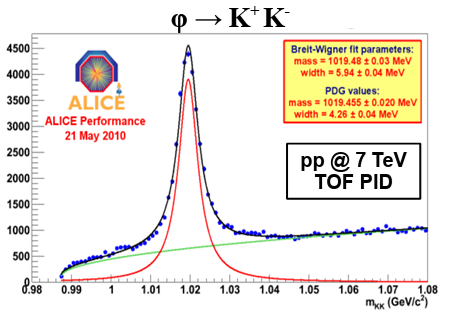 φ → K⁺ K⁻
4500
4000
3500
3000
2500
2000
1500
1000
500
0
ALICE
ALICE Performance
21 May 2010
Breit-Wigner fit parameters:
mass = 1019.48 ± 0.03 MeV
width = 5.94 ± 0.04 MeV
PDG values:
mass = 1019.455 ± 0.020 MeV
width = 4.26 ± 0.04 MeV
pp @ 7 TeV
TOF PID
0.98 0.99 1.00 1.01 1.02 1.03 1.04 1.05 1.06 1.07 1.08
mKK (GeV/c²)